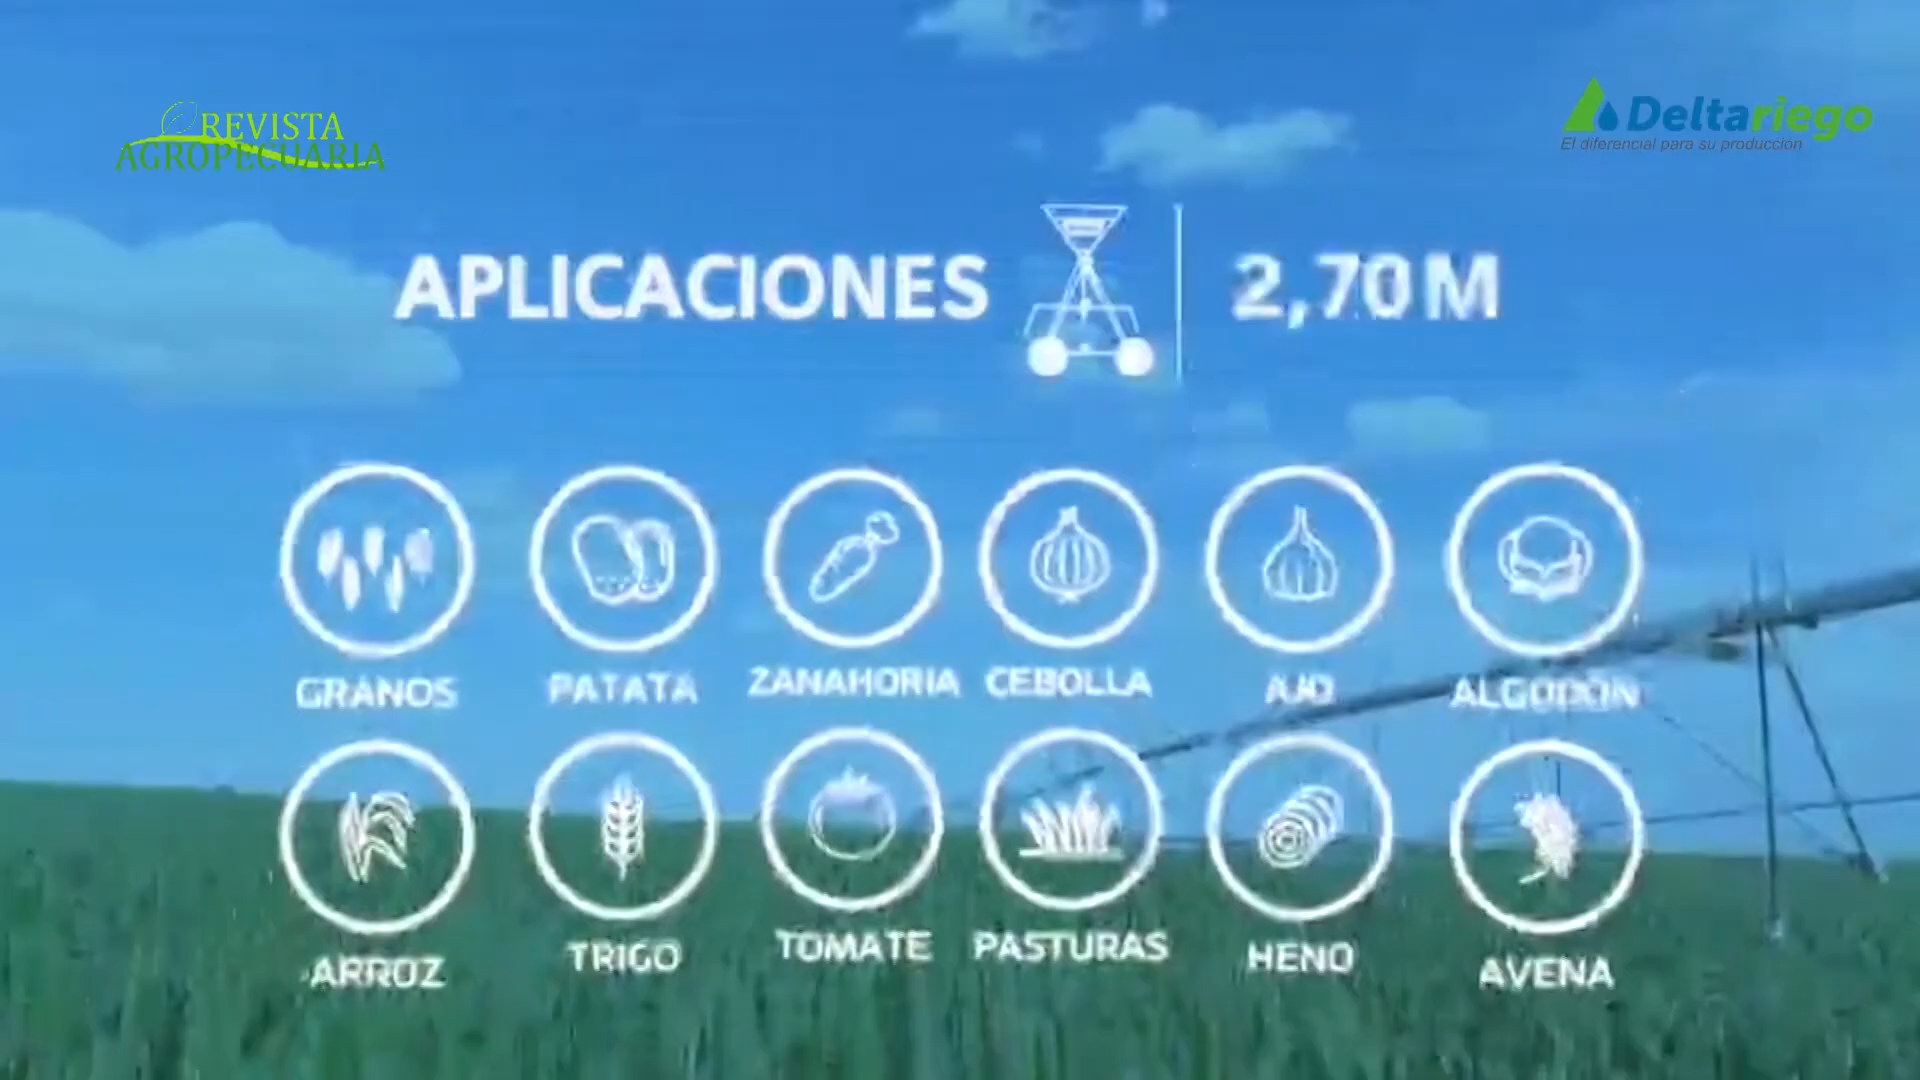 REVISTA
AGROPECUARIA
Deltariego
El diferencial para su producción
APLICACIONES 2,70 M
GRANOS PATATA ZANAHORIA CEBOLLA AJO ALGODÓN
ARROZ TRIGO TOMATE PASTURAS HENO AVENA